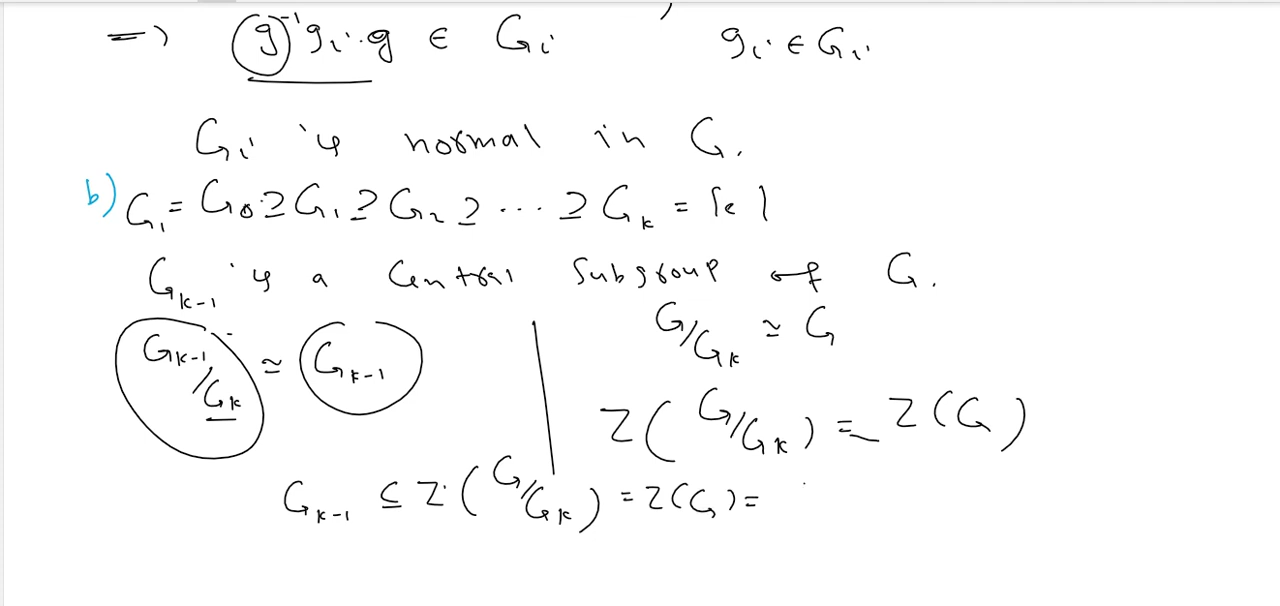 => g⁻¹ gᵢ g ∈ Gᵢ , gᵢ ∈ Gᵢ
Gᵢ is normal in G.
b) G, = G₀ ⊇ G₁ ⊇ G₂ ⊇ ... ⊇ Gₖ = {e}
Gₖ₋₁ is a central subgroup of G.
G/Gₖ ≃ G
Gₖ₋₁/Gₖ ≃ Gₖ₋₁
Z(G/Gₖ) = Z(G)
Gₖ₋₁ ⊆ Z(G/Gₖ) = Z(G) =